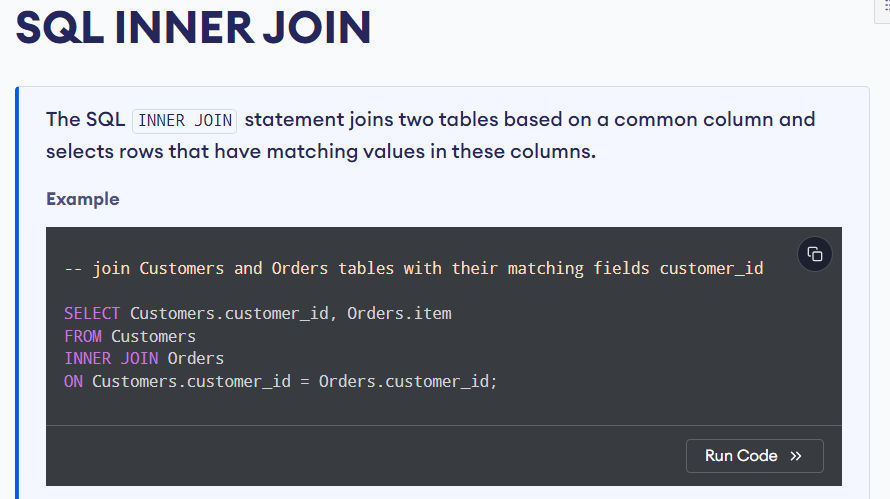 SQL INNER JOIN
The SQL INNER JOIN statement joins two tables based on a common column and
selects rows that have matching values in these columns.
Example
-- join Customers and Orders tables with their matching fields customer_id
SELECT Customers.customer_id, Orders.item
FROM Customers
INNER JOIN Orders
ON Customers.customer_id = Orders.customer_id;
Run Code »